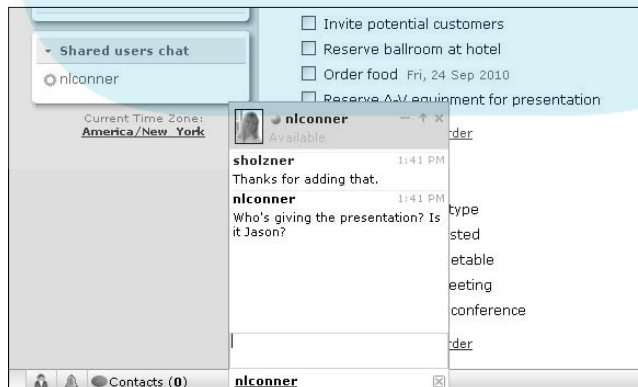 Shared users chat
nlconner
Current Time Zone:
America/New York
Invite potential customers
Reserve ballroom at hotel
Order food Fri, 24 Sep 2010
Reserve A-V equipment for presentation
rder
type
sted
etable
eeting
conference
rder
nlconner
Available
sholzner 1:41 PM
Thanks for adding that.
nlconner 1:41 PM
Who's giving the presentation? Is
it Jason?
Contacts (0)
nlconner